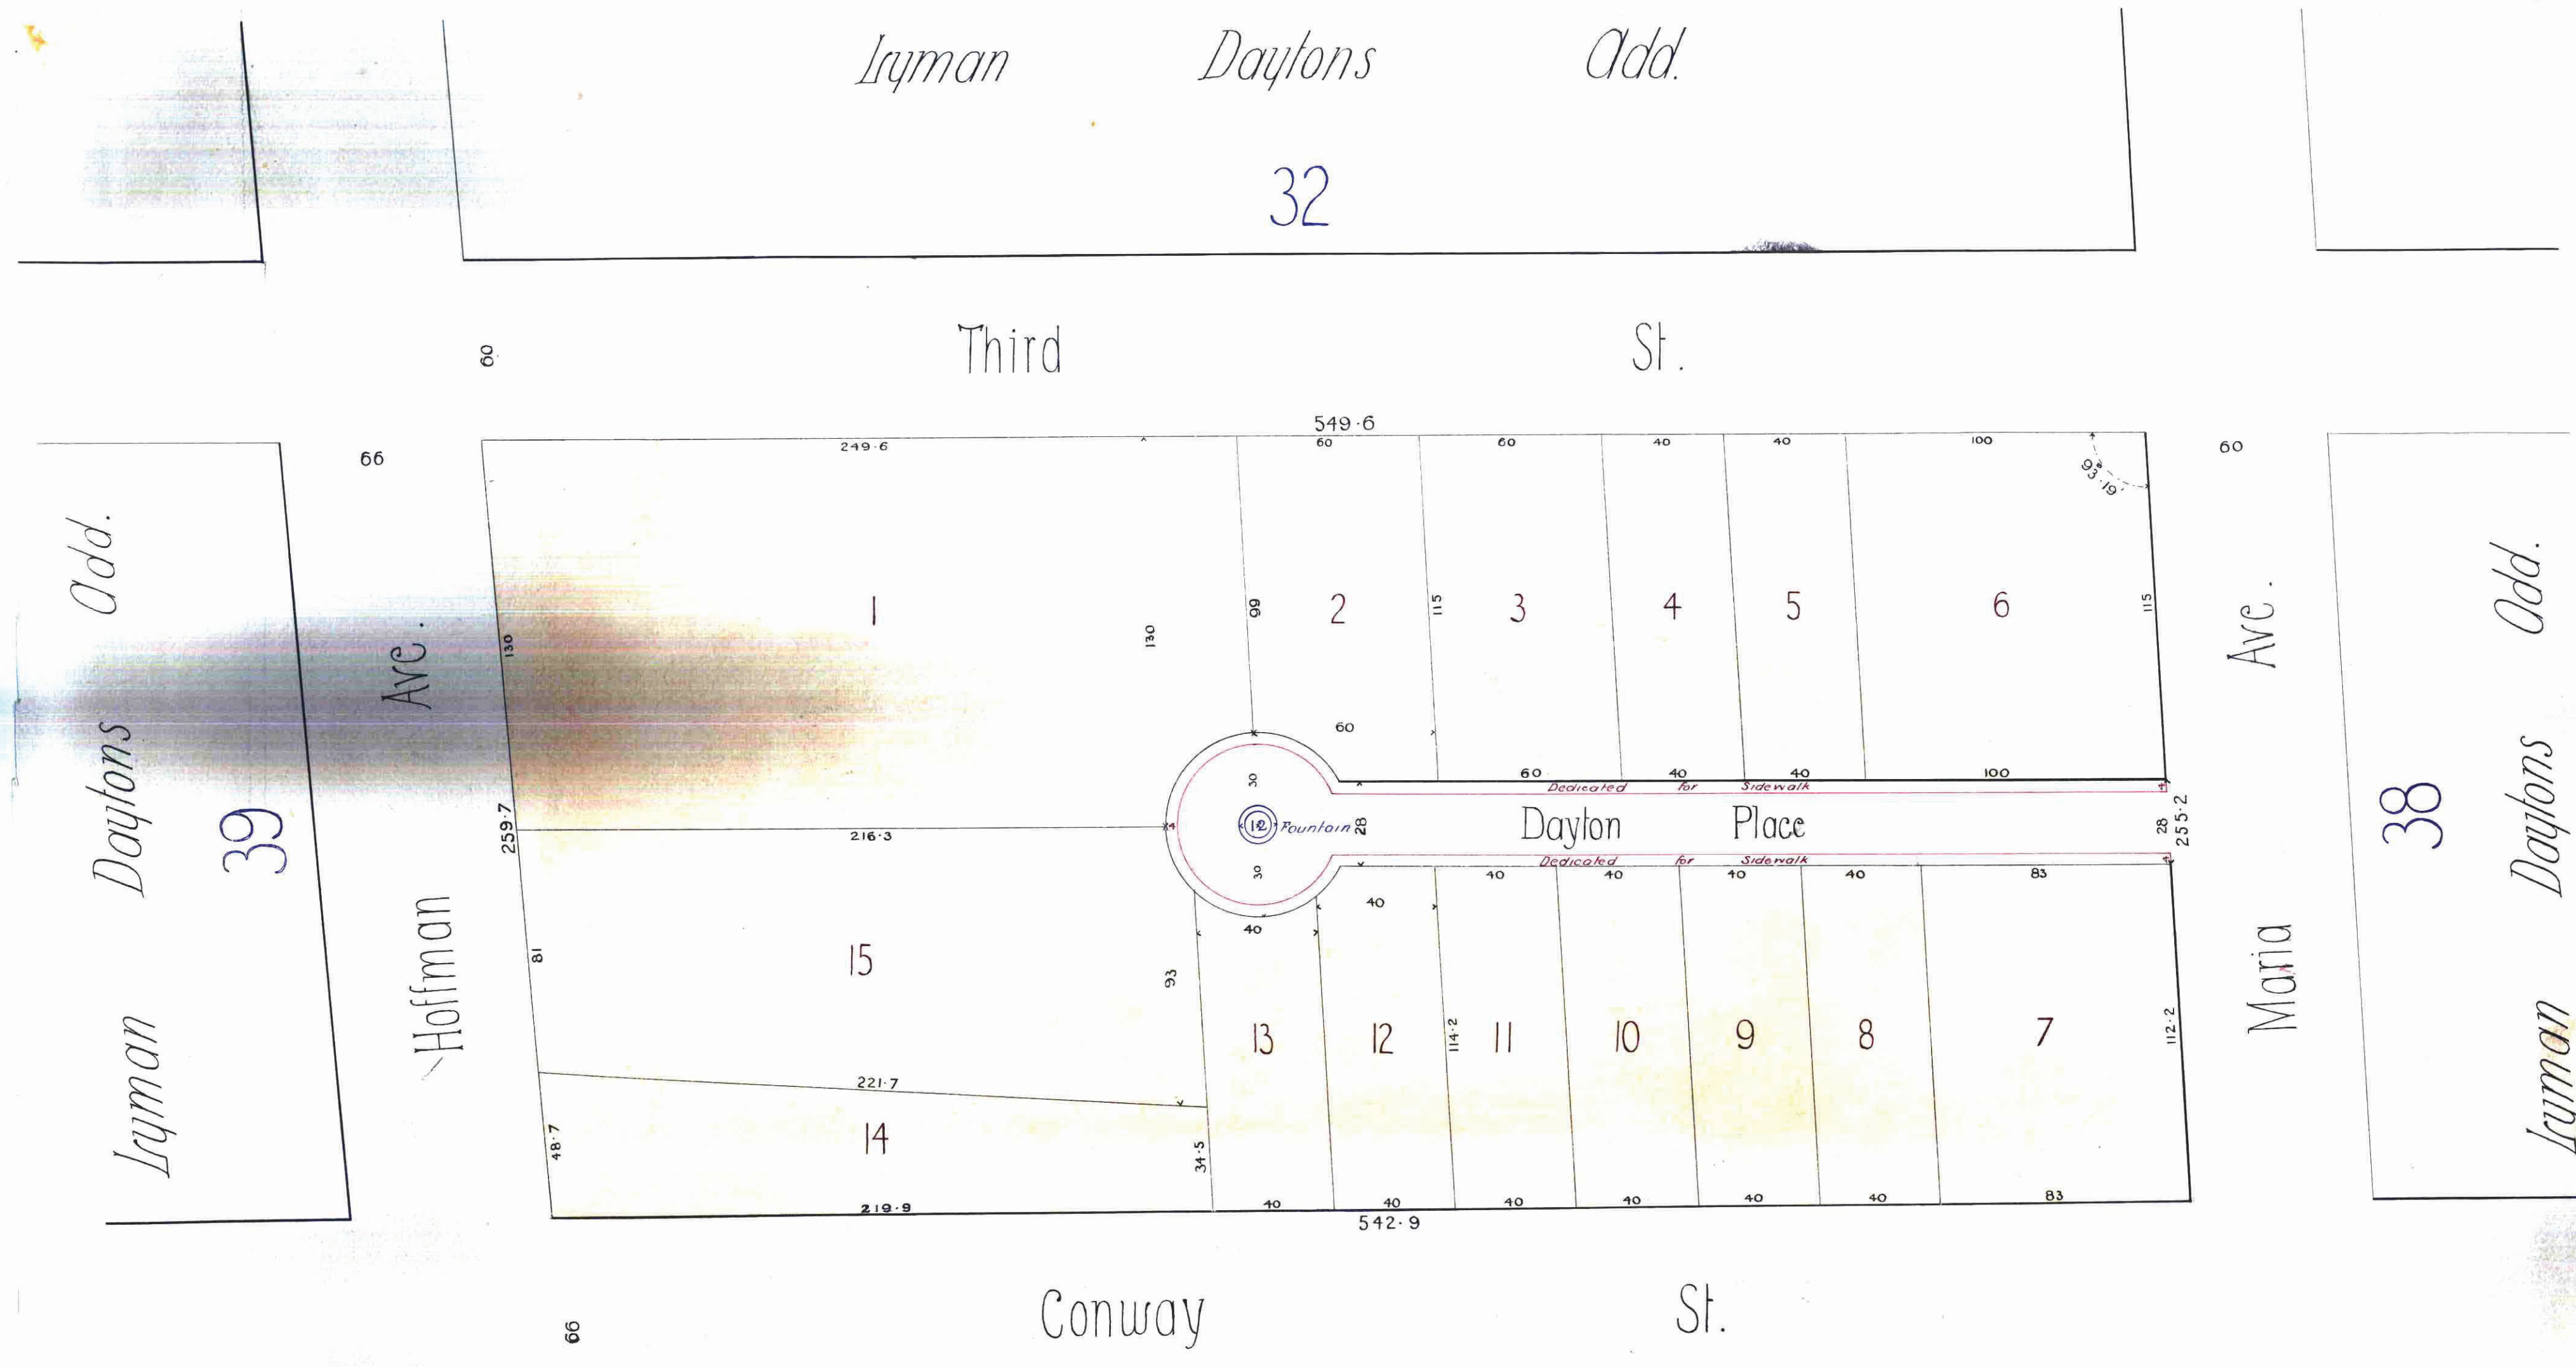 Lyman Daytons Add.
32
Third St.
60
549.6
249.6 60 60 40 40 100
66
60
93°.19'
Lyman Daytons Add.
39
Hoffman Ave.
1 2 3 4 5 6
130 130 99 115 115
60
60 40 40 100
Dedicated for Sidewalk
4
259.7
216.3
4
30
12 Fountain
30
28
Dayton Place
28
255.2
Dedicated for Sidewalk
4
40 40 40 40 40 40 83
81
15
93
13 12 11 10 9 8 7
114.2
112.2
221.7
48.7
14
34.5
219.9 40 40 40 40 40 40 83
542.9
Maria Ave.
38
Lyman Daytons Add.
66
Conway St.